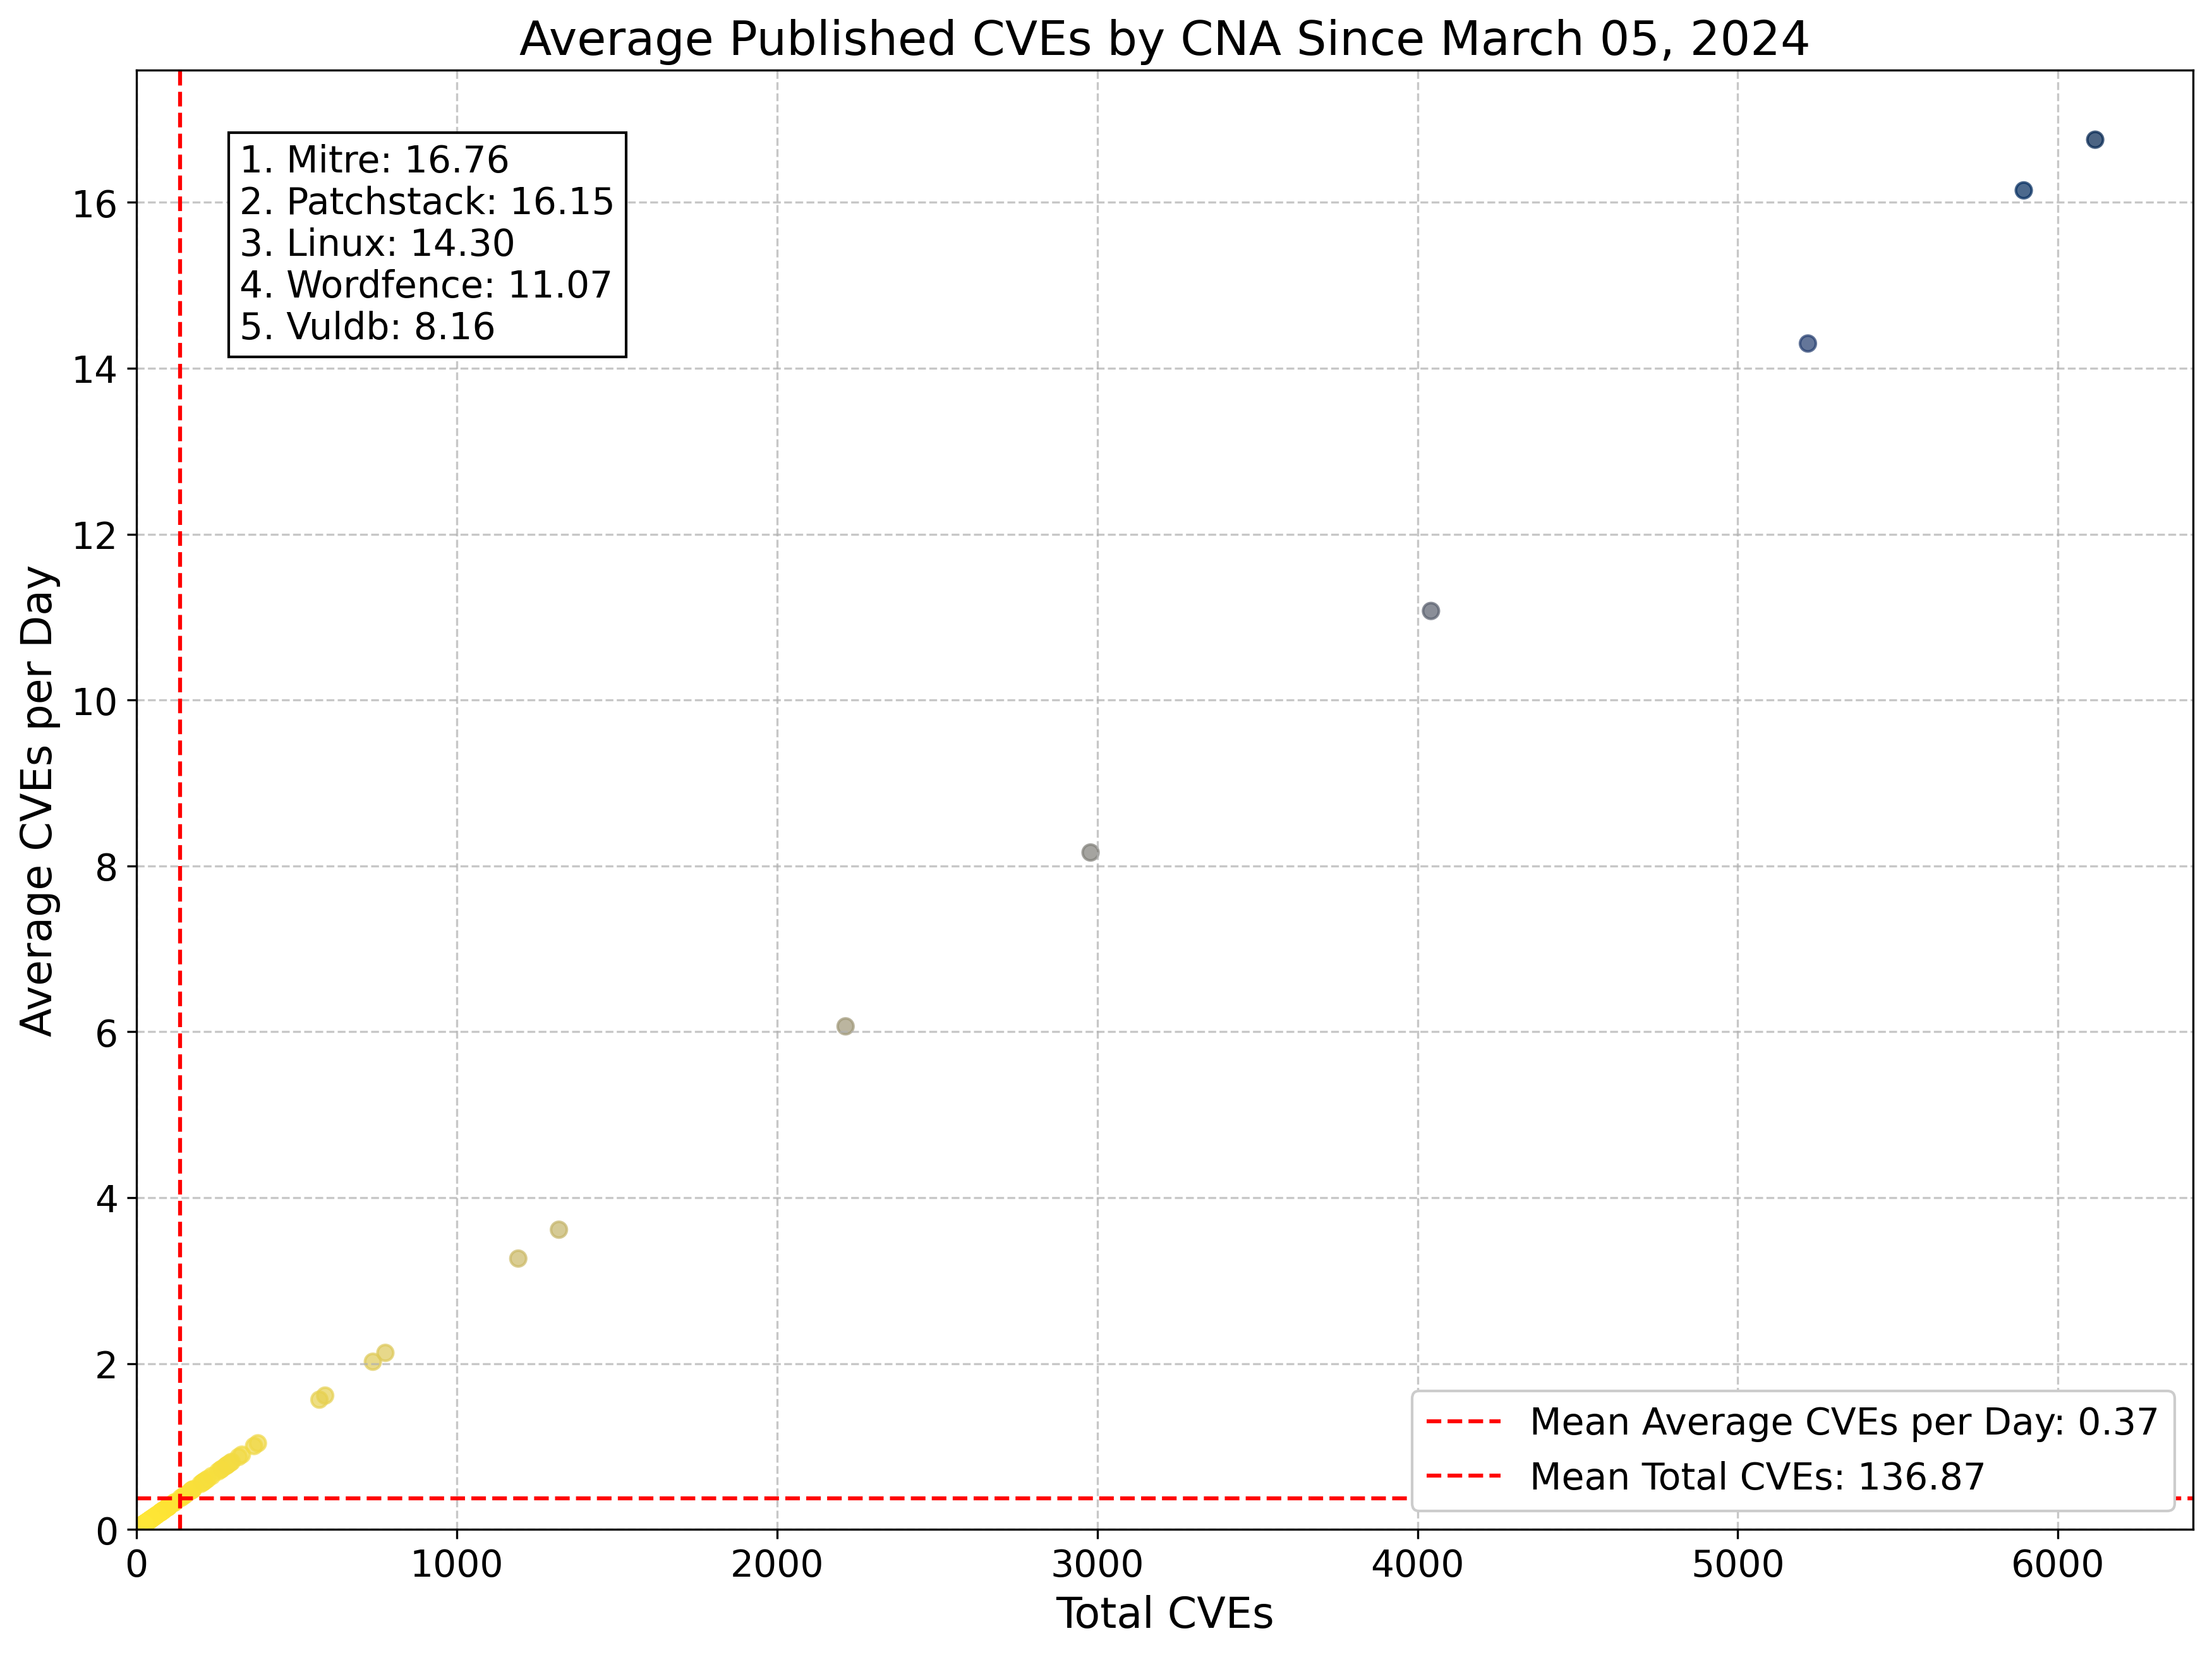 Average Published CVEs by CNA Since March 05, 2024
1. Mitre: 16.76
2. Patchstack: 16.15
3. Linux: 14.30
4. Wordfence: 11.07
5. Vuldb: 8.16
Average CVEs per Day
16
14
12
10
8
6
4
2
0
Mean Average CVEs per Day: 0.37
Mean Total CVEs: 136.87
0 1000 2000 3000 4000 5000 6000
Total CVEs